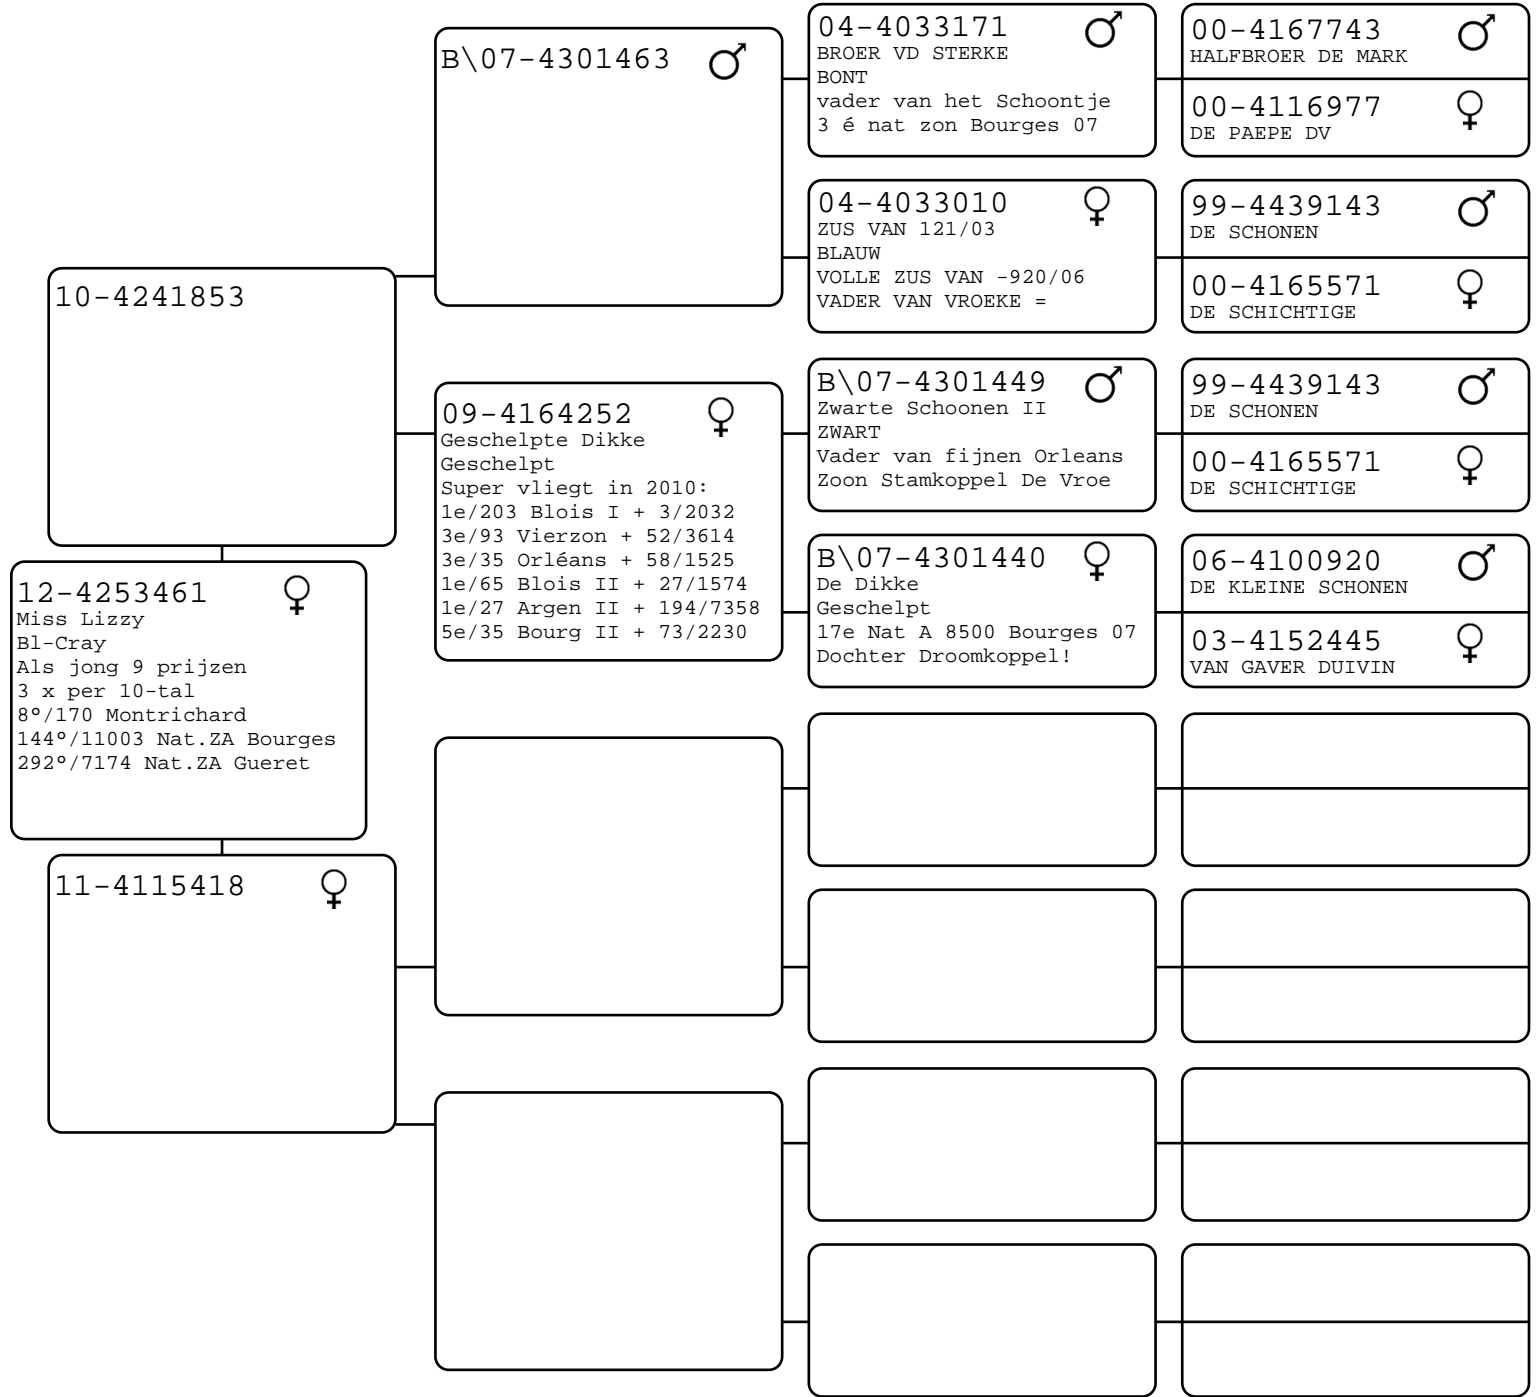 10-4241853
12-4253461
Miss Lizzy
Bl-Cray
Als jong 9 prijzen
3 x per 10-tal
8°/170 Montrichard
144°/11003 Nat.ZA Bourges
292°/7174 Nat.ZA Gueret
11-4115418
B\07-4301463
09-4164252
Geschelpte Dikke
Geschelpt
Super vliegt in 2010:
1e/203 Blois I + 3/2032
3e/93 Vierzon + 52/3614
3e/35 Orléans + 58/1525
1e/65 Blois II + 27/1574
1e/27 Argen II + 194/7358
5e/35 Bourg II + 73/2230
04-4033171
BROER VD STERKE
BONT
vader van het Schoontje
3 é nat zon Bourges 07
04-4033010
ZUS VAN 121/03
BLAUW
VOLLE ZUS VAN -920/06
VADER VAN VROEKE =
B\07-4301449
Zwarte Schoonen II
ZWART
Vader van fijnen Orleans
Zoon Stamkoppel De Vroe
B\07-4301440
De Dikke
Geschelpt
17e Nat A 8500 Bourges 07
Dochter Droomkoppel!
00-4167743
HALFBROER DE MARK
00-4116977
DE PAEPE DV
99-4439143
DE SCHONEN
00-4165571
DE SCHICHTIGE
99-4439143
DE SCHONEN
00-4165571
DE SCHICHTIGE
06-4100920
DE KLEINE SCHONEN
03-4152445
VAN GAVER DUIVIN